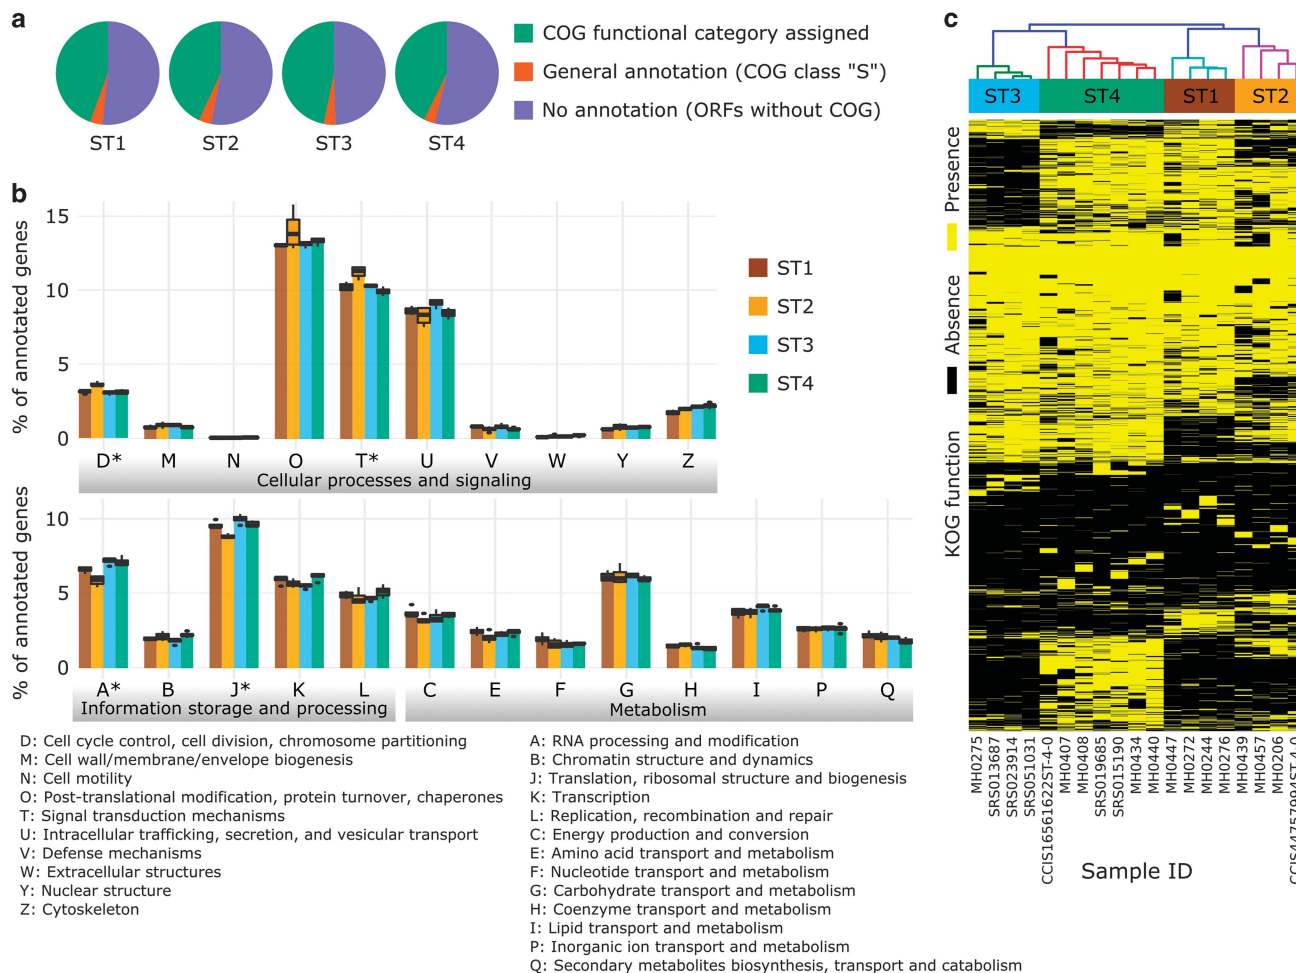 a
COG functional category assigned
General annotation (COG class "S")
No annotation (ORFs without COG)
ST1 ST2 ST3 ST4
b
% of annotated genes
15
10
5
0
D* M N O T* U V W Y Z
Cellular processes and signaling
ST1
ST2
ST3
ST4
% of annotated genes
10
5
0
A* B J* K L C E F G H I P Q
Information storage and processing Metabolism
D: Cell cycle control, cell division, chromosome partitioning
M: Cell wall/membrane/envelope biogenesis
N: Cell motility
O: Post-translational modification, protein turnover, chaperones
T: Signal transduction mechanisms
U: Intracellular trafficking, secretion, and vesicular transport
V: Defense mechanisms
W: Extracellular structures
Y: Nuclear structure
Z: Cytoskeleton
A: RNA processing and modification
B: Chromatin structure and dynamics
J: Translation, ribosomal structure and biogenesis
K: Transcription
L: Replication, recombination and repair
C: Energy production and conversion
E: Amino acid transport and metabolism
F: Nucleotide transport and metabolism
G: Carbohydrate transport and metabolism
H: Coenzyme transport and metabolism
I: Lipid transport and metabolism
P: Inorganic ion transport and metabolism
Q: Secondary metabolites biosynthesis, transport and catabolism
c
ST3 ST4 ST1 ST2
KOG function Absence Presence
MH0275
SRS013687
SRS023914
SRS051031
CCIS16561622ST-4-0
MH0407
MH0408
SRS019685
SRS015190
MH0434
MH0440
MH0447
MH0272
MH0244
MH0276
MH0439
MH0457
MH0206
CCIS44757994ST-4-0
Sample ID